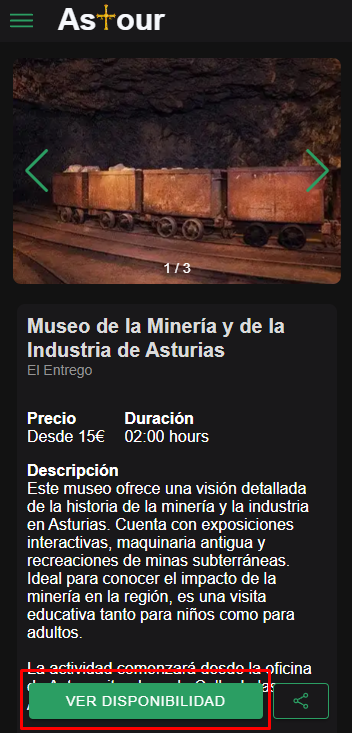 Astour
1 / 3
Museo de la Minería y de la
Industria de Asturias
El Entrego
Precio Duración
Desde 15€ 02:00 hours
Descripción
Este museo ofrece una visión detallada
de la historia de la minería y la industria
en Asturias. Cuenta con exposiciones
interactivas, maquinaria antigua y
recreaciones de minas subterráneas.
Ideal para conocer el impacto de la
minería en la región, es una visita
educativa tanto para niños como para
adultos.
La actividad comenzará desde la oficina
VER DISPONIBILIDAD